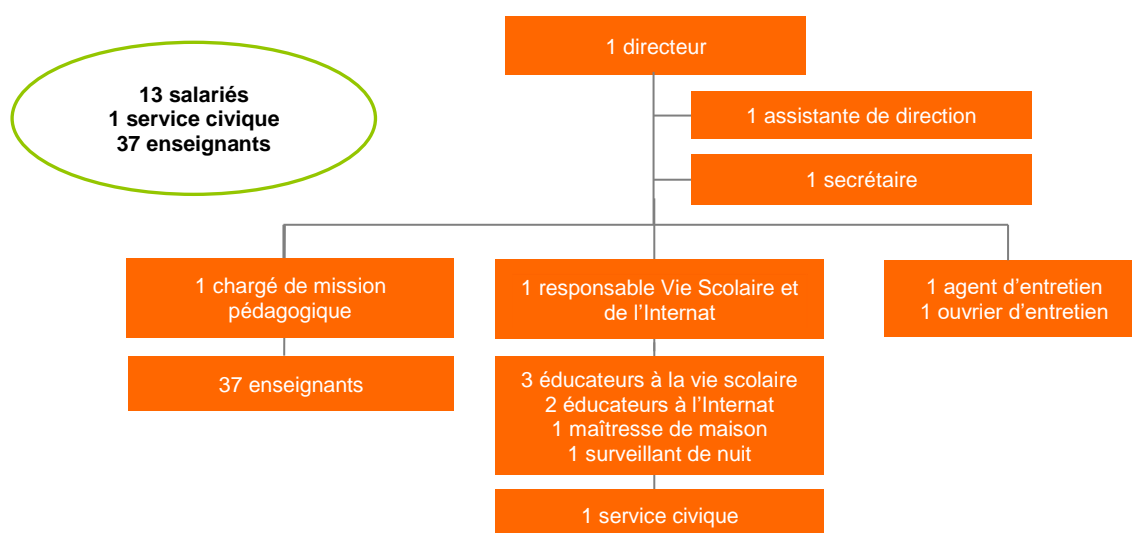 1 directeur
13 salariés
1 service civique
37 enseignants
1 assistante de direction
1 secrétaire
1 chargé de mission
pédagogique
1 responsable Vie Scolaire et
de l’Internat
1 agent d’entretien
1 ouvrier d’entretien
37 enseignants
3 éducateurs à la vie scolaire
2 éducateurs à l’Internat
1 maîtresse de maison
1 surveillant de nuit
1 service civique